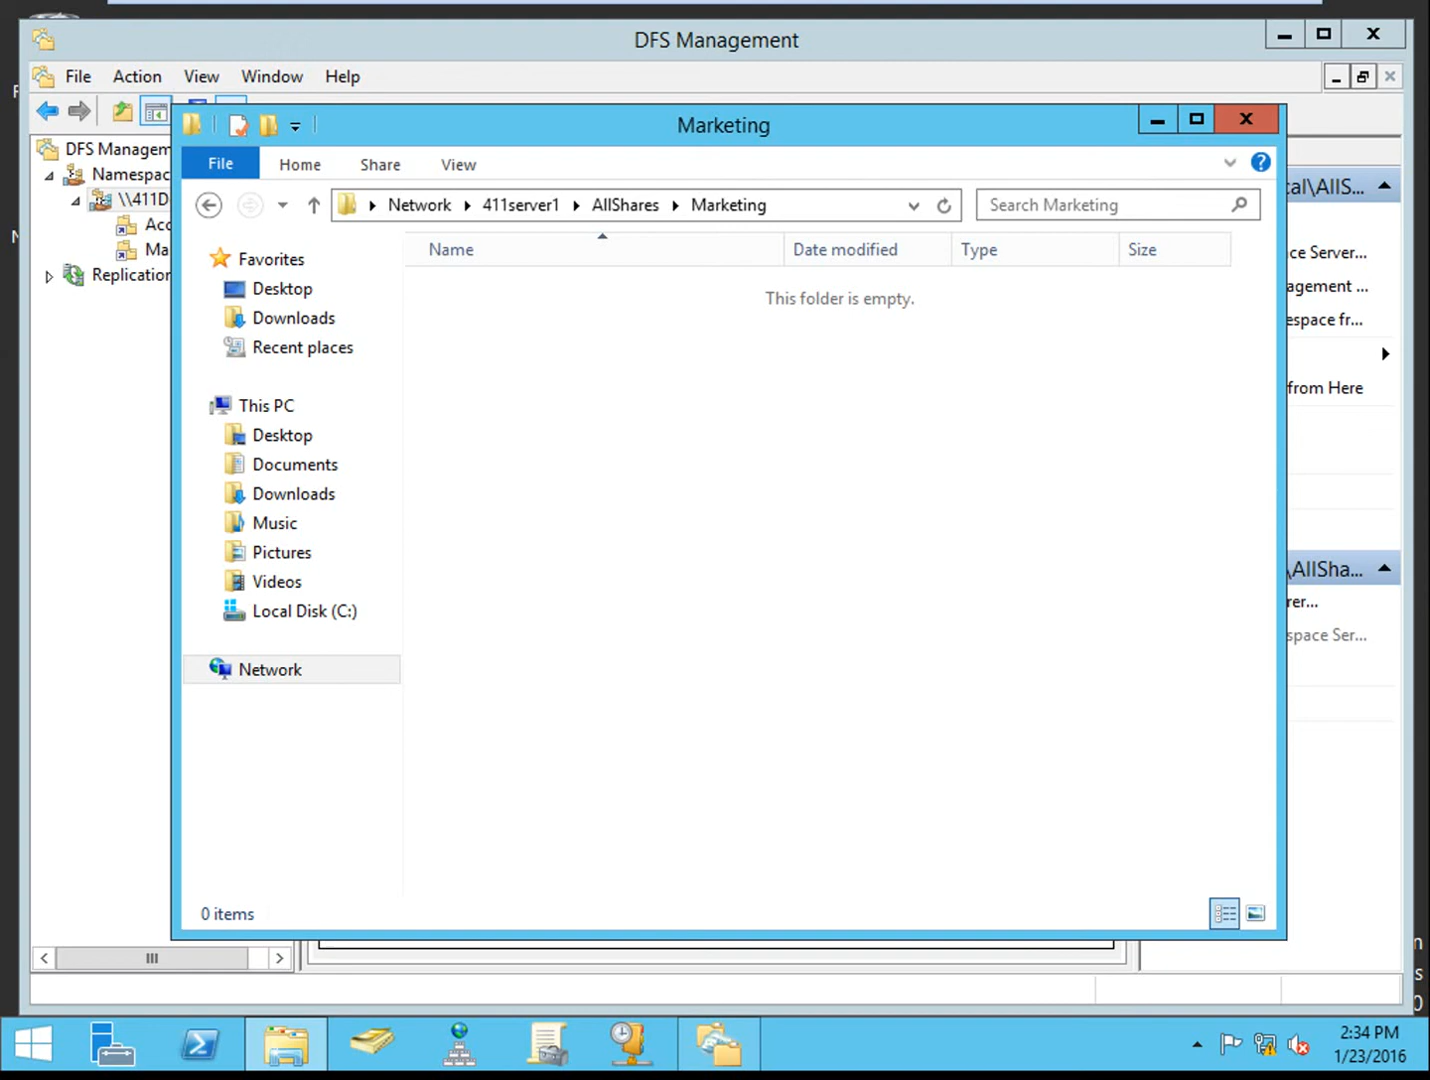 DFS Management
File Action View Window Help
DFS Managem
Namespac
\\411D
Acc
Ma
Replication
Marketing
File Home Share View
Network 411server1 AllShares Marketing
Search Marketing
Name Date modified Type Size
This folder is empty.
Favorites
Desktop
Downloads
Recent places
This PC
Desktop
Documents
Downloads
Music
Pictures
Videos
Local Disk (C:)
Network
0 items
cal\AllS...
ce Server...
agement ...
espace fr...
from Here
\AllSha...
rer...
space Ser...
n
s
0
2:34 PM
1/23/2016